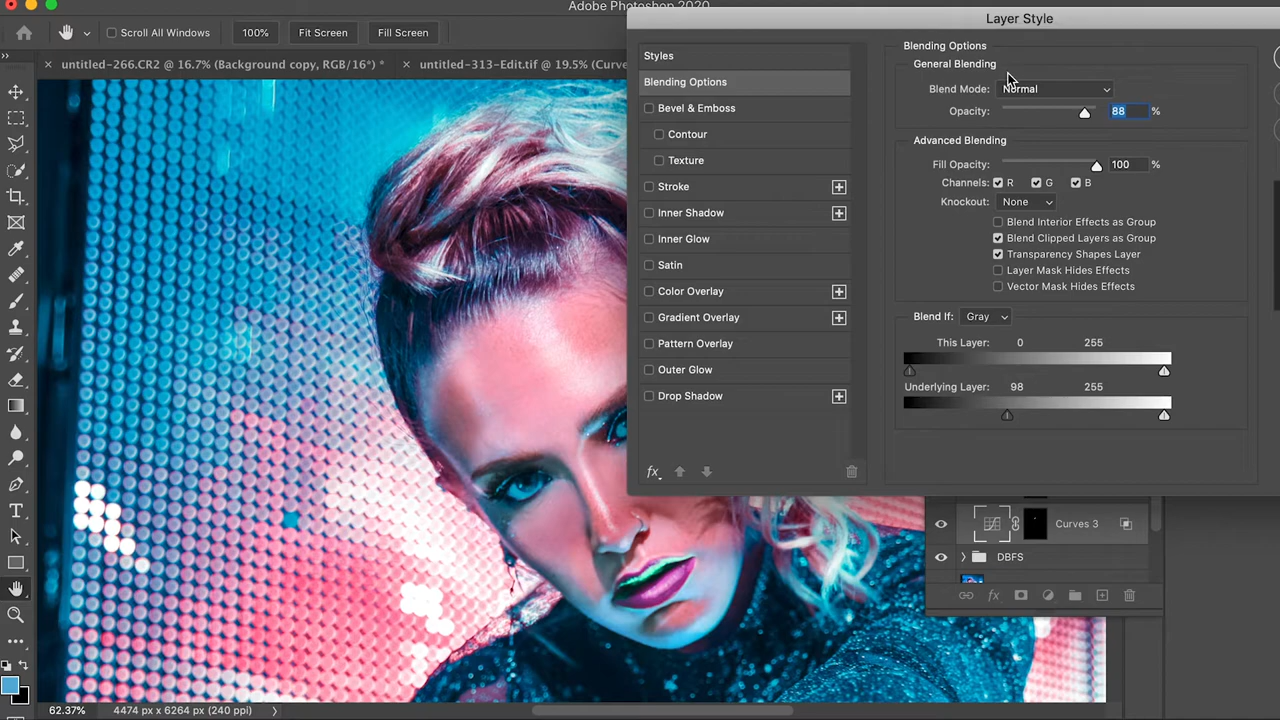 Adobe Photoshop 2020
Layer Style
Scroll All Windows 100% Fit Screen Fill Screen
untitled-266.CR2 @ 16.7% (Background copy, RGB/16*) *
untitled-313-Edit.tif @ 19.5% (Curve
Styles
Blending Options
Bevel & Emboss
Contour
Texture
Stroke
Inner Shadow
Inner Glow
Satin
Color Overlay
Gradient Overlay
Pattern Overlay
Outer Glow
Drop Shadow
fx
Blending Options
General Blending
Blend Mode: Normal
Opacity: 88 %
Advanced Blending
Fill Opacity: 100 %
Channels: R G B
Knockout: None
Blend Interior Effects as Group
Blend Clipped Layers as Group
Transparency Shapes Layer
Layer Mask Hides Effects
Vector Mask Hides Effects
Blend If: Gray
This Layer: 0 255
Underlying Layer: 98 255
Curves 3
DBFS
fx
62.37% 4474 px x 6264 px (240 ppi)